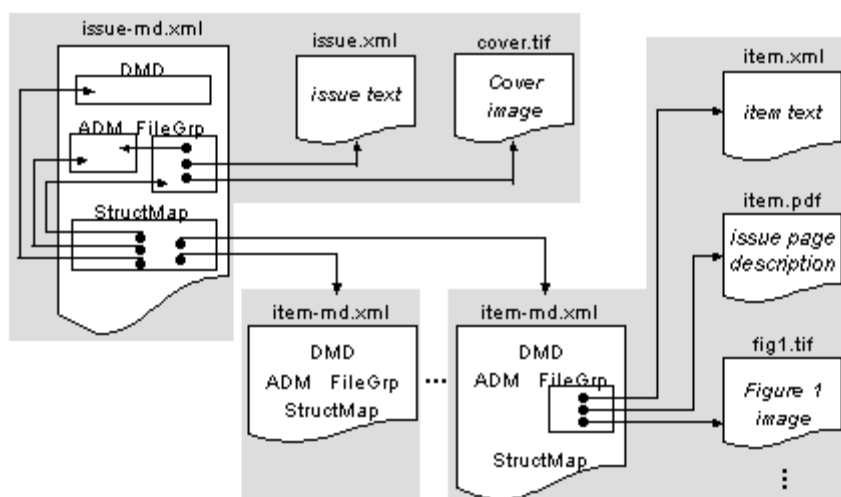 issue-md.xml
DMD
ADM FileGrp
StructMap
issue.xml
issue text
cover.tif
Cover
image
item.xml
item text
item.pdf
issue page
description
fig1.tif
Figure 1
image
item-md.xml
DMD
ADM FileGrp
StructMap
...
item-md.xml
DMD
ADM FileGrp
StructMap